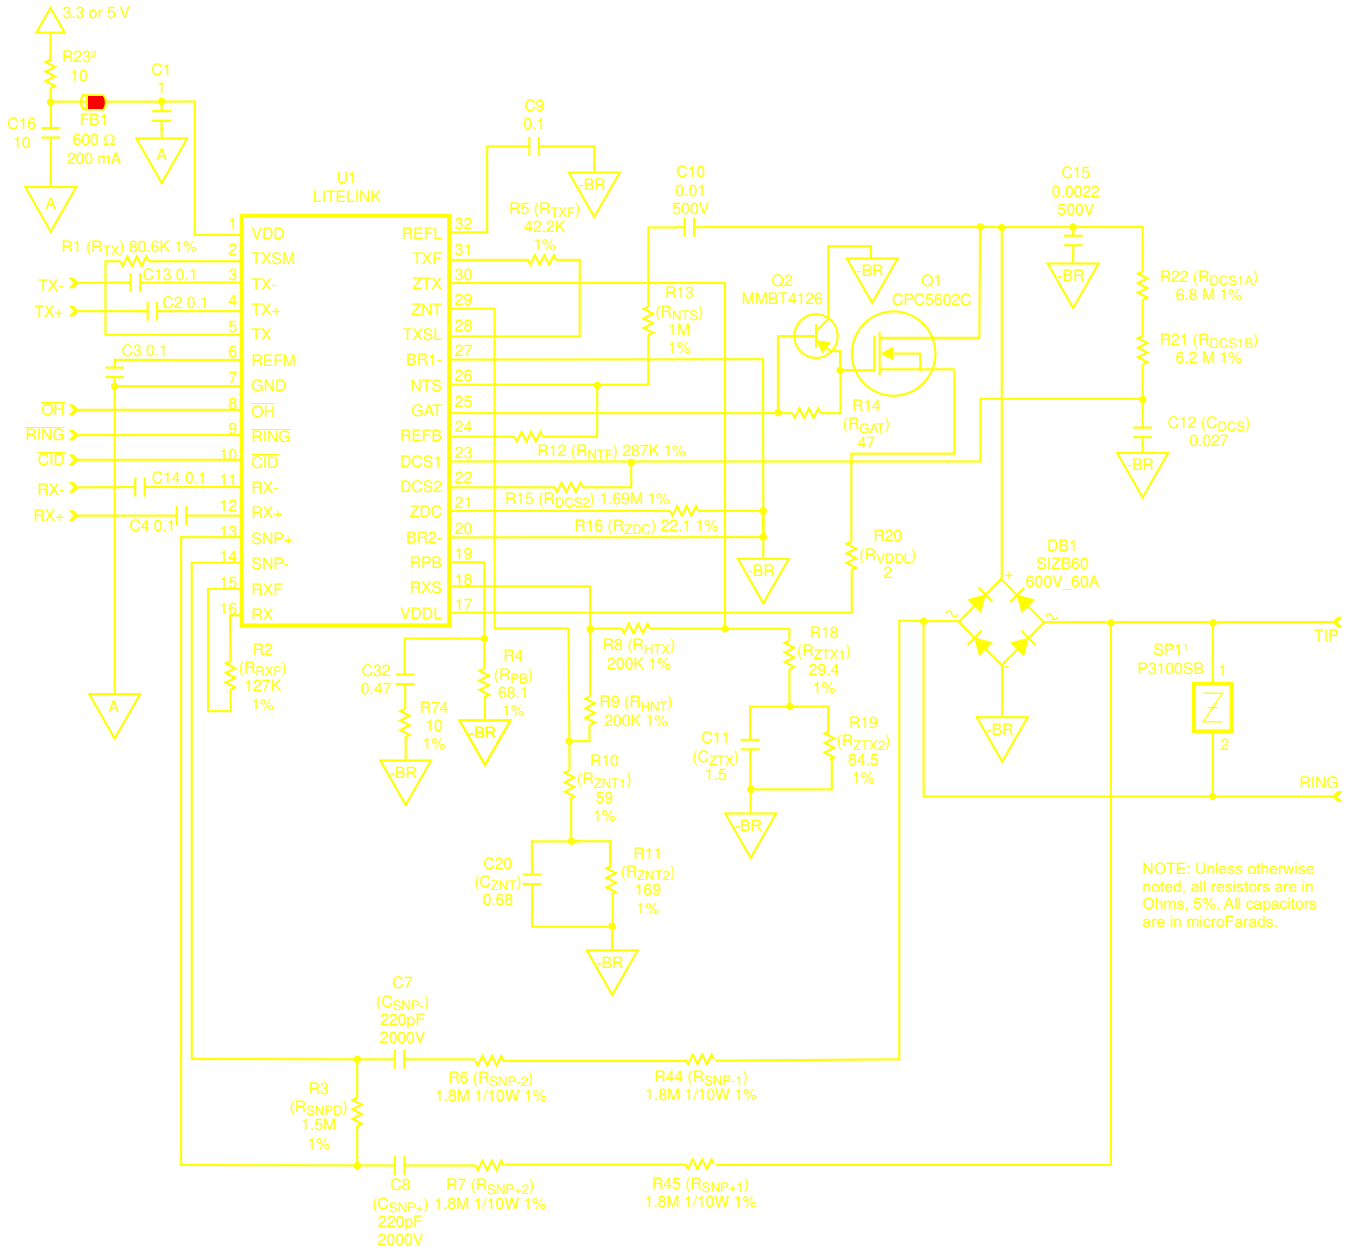 3.3 or 5 V
R23³
10
C1
1
C16
10
FB1
600 Ω
200 mA
A
A
C9
0.1
-BR
U1
LITELINK
R5 (RTXF)
42.2K
1%
C10
0.01
500V
C15
0.0022
500V
-BR
1 VDD
2 TXSM
3 TX-
4 TX+
5 TX
6 REFM
7 GND
8 OH
9 RING
10 CID
11 RX-
12 RX+
13 SNP+
14 SNP-
15 RXF
16 RX
REFL 32
TXF 31
ZTX 30
ZNT 29
TXSL 28
BR1- 27
NTS 26
GAT 25
REFB 24
DCS1 23
DCS2 22
ZDC 21
BR2- 20
RPB 19
RXS 18
VDDL 17
R1 (RTX) 80.6K 1%
TX-
C13 0.1
TX+
C2 0.1
C3 0.1
OH
RING
CID
RX-
C14 0.1
RX+
C4 0.1
A
R13
(RNTS)
1M
1%
Q2
MMBT4126
-BR
Q1
CPC5602C
R22 (RDCS1A)
6.8 M 1%
R21 (RDCS1B)
6.2 M 1%
R14
(RGAT)
47
C12 (CDCS)
0.027
-BR
R12 (RNTF) 287K 1%
R15 (RDCS2) 1.69M 1%
R16 (RZDC) 22.1 1%
-BR
R20
(RVDDL)
2
DB1
SIZB60
600V_60A
+
-
~
~
-BR
TIP
SP1¹
P3100SB
1
2
RING
R2
(RRXF)
127K
1%
C32
0.47
R74
10
1%
-BR
R4
(RPB)
68.1
1%
-BR
R8 (RHTX)
200K 1%
R9 (RHNT)
200K 1%
R18
(RZTX1)
29.4
1%
C11
(CZTX)
1.5
R19
(RZTX2)
84.5
1%
-BR
R10
(RZNT1)
59
1%
C20
(CZNT)
0.68
R11
(RZNT2)
169
1%
-BR
NOTE: Unless otherwise
noted, all resistors are in
Ohms, 5%. All capacitors
are in microFarads.
C7
(CSNP-)
220pF
2000V
R6 (RSNP-2)
1.8M 1/10W 1%
R44 (RSNP-1)
1.8M 1/10W 1%
R3
(RSNPD)
1.5M
1%
C8
(CSNP+)
220pF
2000V
R7 (RSNP+2)
1.8M 1/10W 1%
R45 (RSNP+1)
1.8M 1/10W 1%